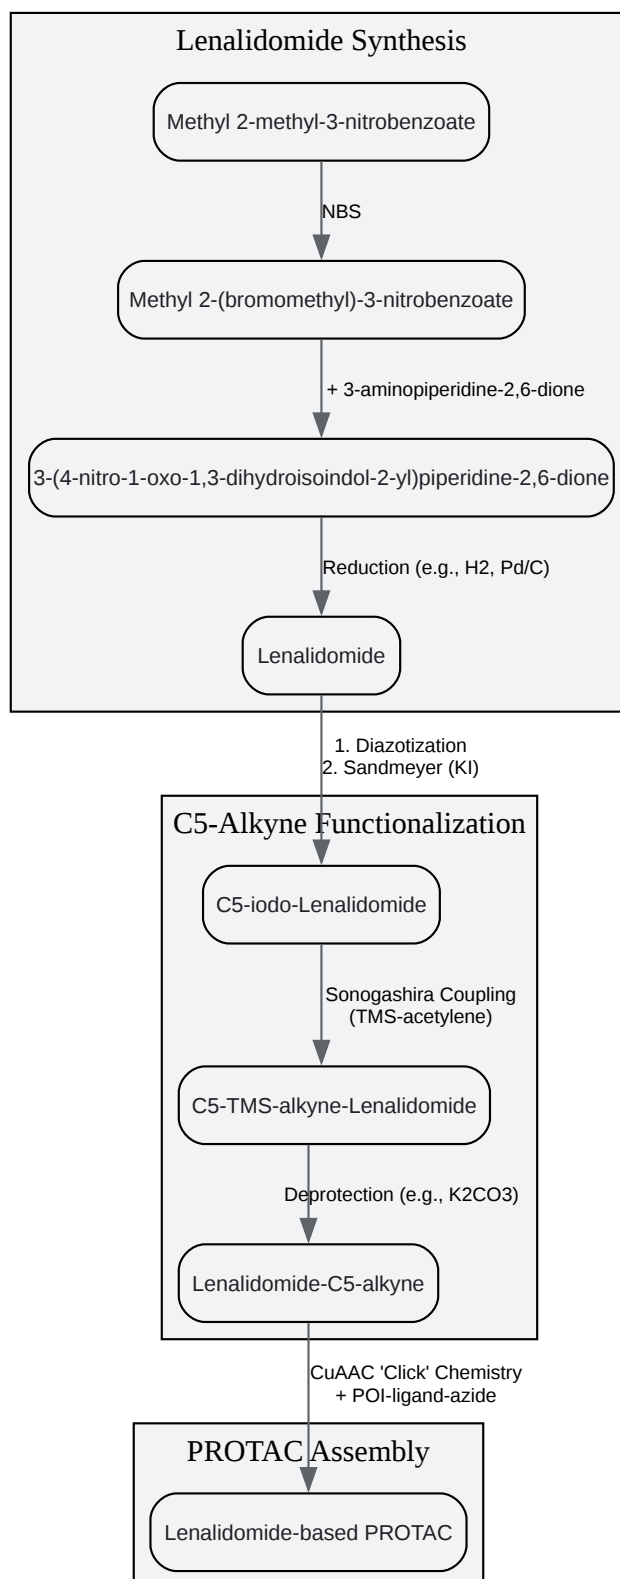 Lenalidomide Synthesis
Methyl 2-methyl-3-nitrobenzoate
NBS
Methyl 2-(bromomethyl)-3-nitrobenzoate
+ 3-aminopiperidine-2,6-dione
3-(4-nitro-1-oxo-1,3-dihydroisoindol-2-yl)piperidine-2,6-dione
Reduction (e.g., H2, Pd/C)
Lenalidomide
1. Diazotization
2. Sandmeyer (KI)
C5-Alkyne Functionalization
C5-iodo-Lenalidomide
Sonogashira Coupling
(TMS-acetylene)
C5-TMS-alkyne-Lenalidomide
Deprotection (e.g., K2CO3)
Lenalidomide-C5-alkyne
CuAAC 'Click' Chemistry
+ POI-ligand-azide
PROTAC Assembly
Lenalidomide-based PROTAC